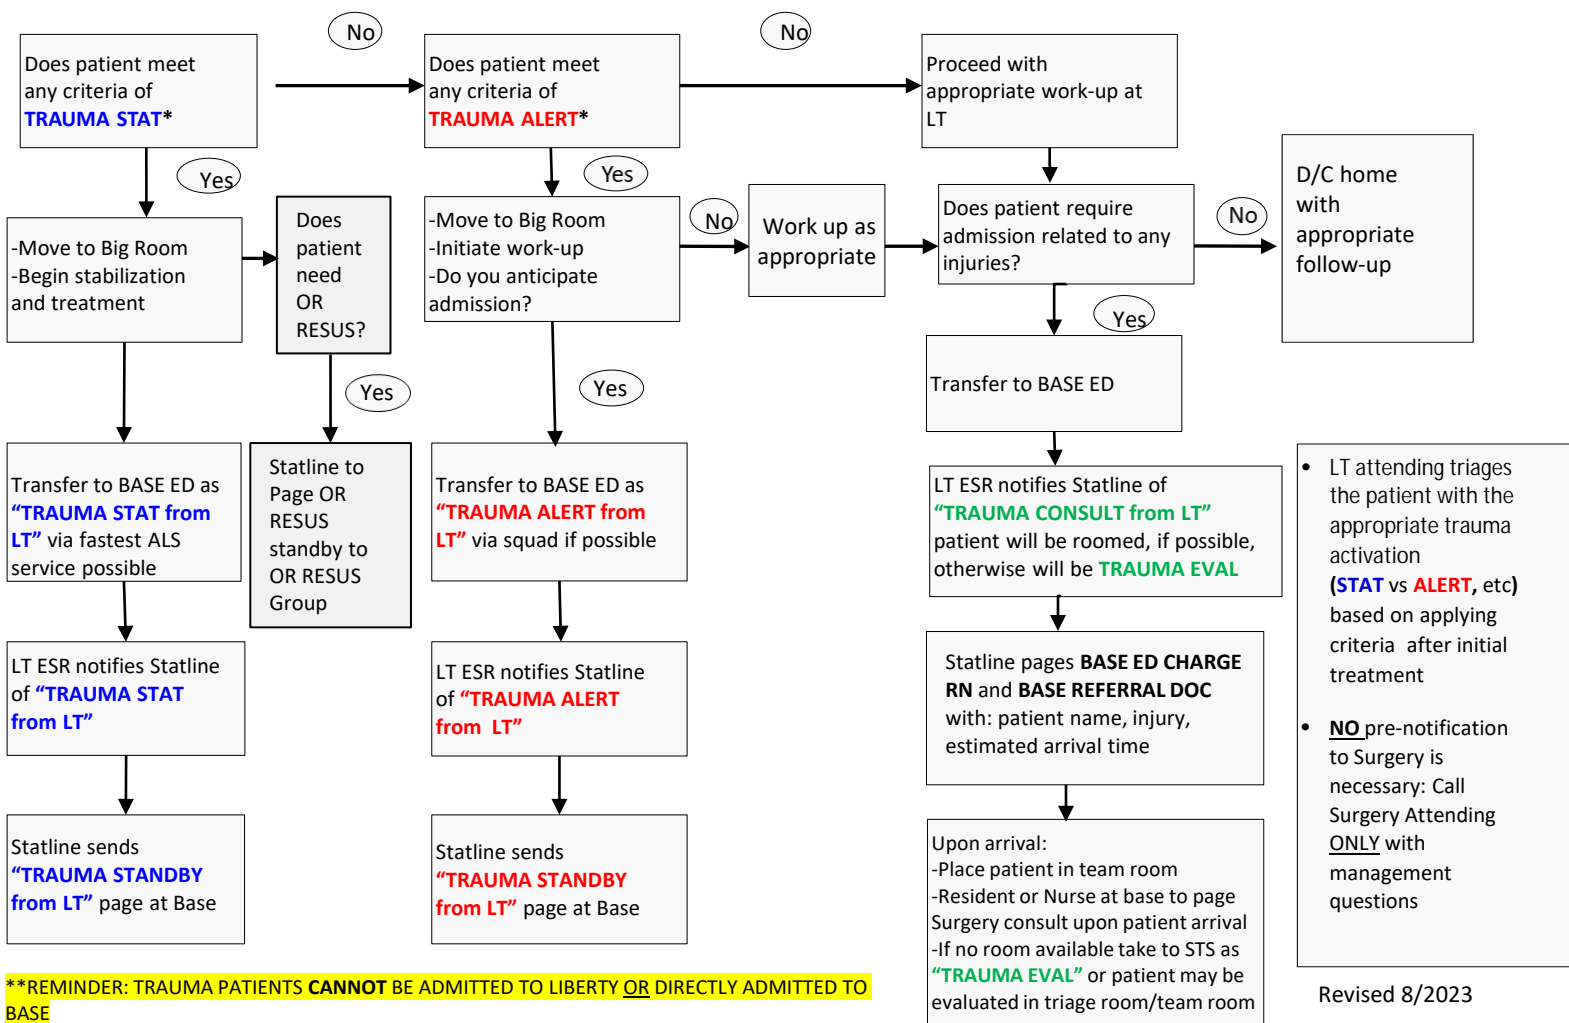 No
No
Does patient meet
any criteria of
TRAUMA STAT*
Does patient meet
any criteria of
TRAUMA ALERT*
Proceed with
appropriate work-up at
LT
Yes
Yes
-Move to Big Room
-Begin stabilization
and treatment
Does
patient
need
OR
RESUS?
-Move to Big Room
-Initiate work-up
-Do you anticipate
admission?
No
Work up as
appropriate
Does patient require
admission related to any
injuries?
No
D/C home
with
appropriate
follow-up
Yes
Yes
Yes
Transfer to BASE ED
Transfer to BASE ED as
“TRAUMA STAT from
LT” via fastest ALS
service possible
Statline to
Page OR
RESUS
standby to
OR RESUS
Group
Transfer to BASE ED as
“TRAUMA ALERT from
LT” via squad if possible
LT ESR notifies Statline of
“TRAUMA CONSULT from LT”
patient will be roomed, if possible,
otherwise will be TRAUMA EVAL
LT ESR notifies Statline
of “TRAUMA STAT
from LT”
LT ESR notifies Statline
of “TRAUMA ALERT
from  LT”
Statline pages BASE ED CHARGE
RN and BASE REFERRAL DOC
with: patient name, injury,
estimated arrival time
Statline sends
“TRAUMA STANDBY
from LT” page at Base
Statline sends
“TRAUMA STANDBY
from LT” page at Base
Upon arrival:
-Place patient in team room
-Resident or Nurse at base to page
Surgery consult upon patient arrival
-If no room available take to STS as
“TRAUMA EVAL” or patient may be
evaluated in triage room/team room
• LT attending triages
the patient with the
appropriate trauma
activation
(STAT vs ALERT, etc)
based on applying
criteria  after initial
treatment
• NO pre-notification
to Surgery is
necessary: Call
Surgery Attending
ONLY with
management
questions
**REMINDER: TRAUMA PATIENTS CANNOT BE ADMITTED TO LIBERTY OR DIRECTLY ADMITTED TO
BASE
Revised 8/2023